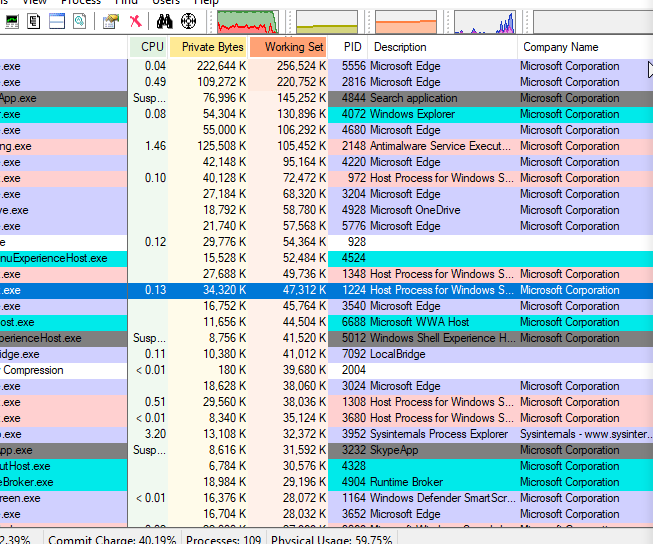 View Process Find Users Help
CPU Private Bytes Working Set PID Description Company Name
.exe 0.04 222,644 K 256,524 K 5556 Microsoft Edge Microsoft Corporation
.exe 0.49 109,272 K 220,752 K 2816 Microsoft Edge Microsoft Corporation
App.exe Susp... 76,996 K 145,252 K 4844 Search application Microsoft Corporation
r.exe 0.08 54,304 K 130,896 K 4072 Windows Explorer Microsoft Corporation
.exe 55,000 K 106,292 K 4680 Microsoft Edge Microsoft Corporation
ng.exe 1.46 125,508 K 105,452 K 2148 Antimalware Service Execut... Microsoft Corporation
.exe 42,148 K 95,164 K 4220 Microsoft Edge Microsoft Corporation
.exe 0.10 40,128 K 72,472 K 972 Host Process for Windows S... Microsoft Corporation
.exe 27,184 K 68,320 K 3204 Microsoft Edge Microsoft Corporation
ve.exe 18,792 K 58,780 K 4928 Microsoft OneDrive Microsoft Corporation
.exe 21,740 K 57,568 K 5776 Microsoft Edge Microsoft Corporation
e 0.12 29,776 K 54,364 K 928
nuExperienceHost.exe 15,528 K 52,484 K 4524
.exe 27,688 K 49,736 K 1348 Host Process for Windows S... Microsoft Corporation
.exe 0.13 34,320 K 47,312 K 1224 Host Process for Windows S... Microsoft Corporation
.exe 16,752 K 45,764 K 3540 Microsoft Edge Microsoft Corporation
ost.exe 11,656 K 44,504 K 6688 Microsoft WWA Host Microsoft Corporation
perienceHost.exe Susp... 8,756 K 41,520 K 5012 Windows Shell Experience H... Microsoft Corporation
idge.exe 0.11 10,380 K 41,012 K 7092 LocalBridge
Compression < 0.01 180 K 39,680 K 2004
.exe 18,628 K 38,060 K 3024 Microsoft Edge Microsoft Corporation
.exe 0.51 29,560 K 38,036 K 1308 Host Process for Windows S... Microsoft Corporation
.exe < 0.01 8,340 K 35,124 K 3680 Host Process for Windows S... Microsoft Corporation
.exe 3.20 13,108 K 32,372 K 3952 Sysinternals Process Explorer Sysinternals - www.sysinter...
pp.exe Susp... 8,616 K 31,592 K 3232 SkypeApp Microsoft Corporation
utHost.exe 6,784 K 30,576 K 4328
eBroker.exe 18,984 K 29,196 K 4904 Runtime Broker Microsoft Corporation
reen.exe < 0.01 16,376 K 28,072 K 1164 Windows Defender SmartScr... Microsoft Corporation
.exe 16,704 K 28,032 K 3652 Microsoft Edge Microsoft Corporation
2.39% Commit Charge: 40.19% Processes: 109 Physical Usage: 59.75%